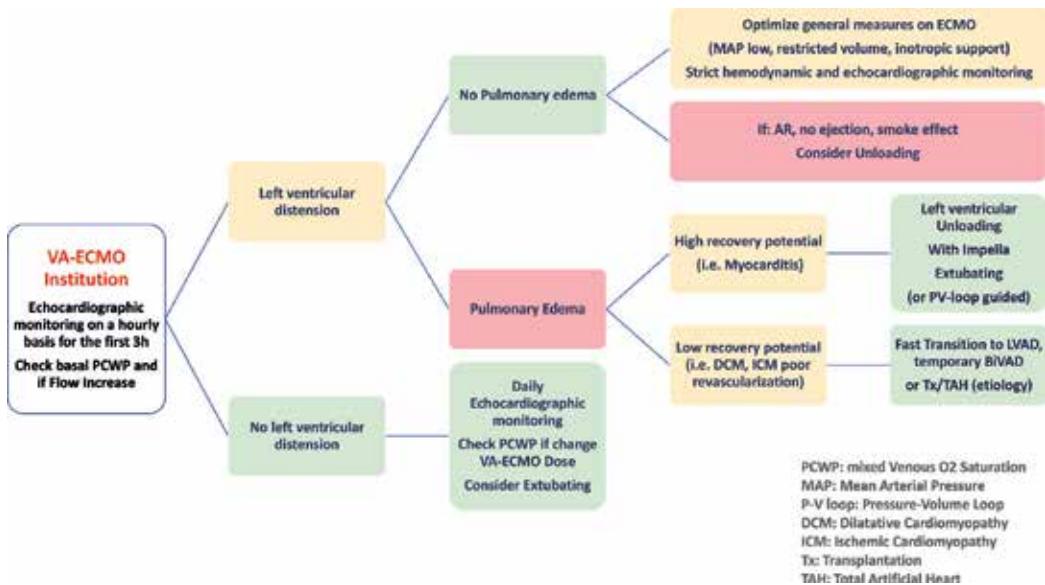 VA-ECMO
Institution
Echocardiographic
monitoring on a hourly
basis for the first 3h
Check basal PCWP and
if Flow Increase
Left ventricular
distension
No left ventricular
distension
No Pulmonary edema
Pulmonary Edema
Daily
Echocardiographic
monitoring
Check PCWP if change
VA-ECMO Dose
Consider Extubating
Optimize general measures on ECMO
(MAP low, restricted volume, inotropic support)
Strict hemodynamic and echocardiographic monitoring
If: AR, no ejection, smoke effect
Consider Unloading
High recovery potential
(i.e. Myocarditis)
Low recovery potential
(i.e. DCM, ICM poor
revascularization)
Left ventricular
Unloading
With Impella
Extubating
(or PV-loop guided)
Fast Transition to LVAD,
temporary BiVAD
or Tx/TAH (etiology)
PCWP: mixed Venous O2 Saturation
MAP: Mean Arterial Pressure
P-V loop: Pressure-Volume Loop
DCM: Dilatative Cardiomyopathy
ICM: Ischemic Cardiomyopathy
Tx: Transplantation
TAH: Total Artificial Heart